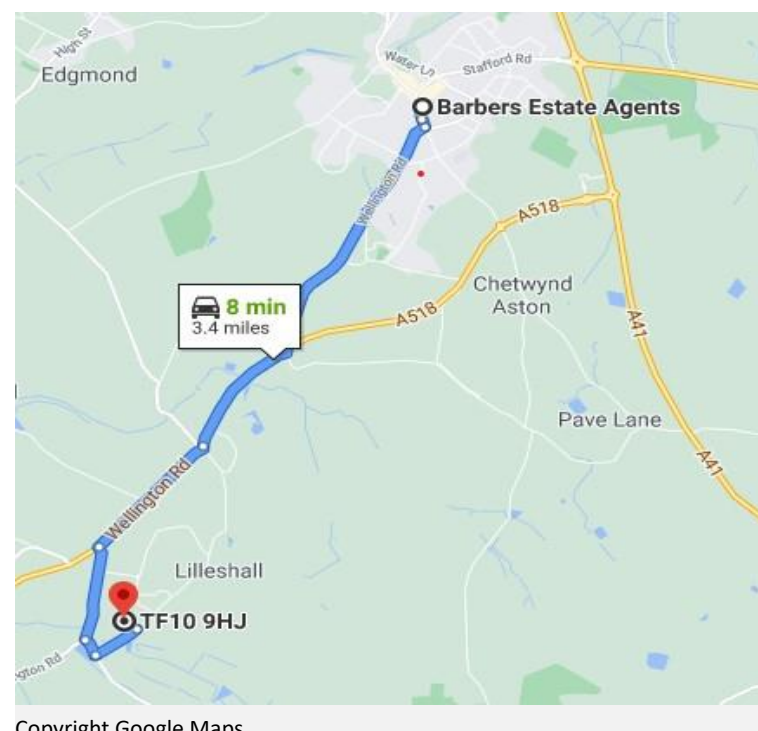 High St
Edgmond
Water Ln
Stafford Rd
Barbers Estate Agents
Wellington Rd
A518
Chetwynd
Aston
8 min
3.4 miles
A518
A41
Pave Lane
A41
Wellington Rd
Lilleshall
TF10 9HJ
ngton Rd
Copyright Google Maps